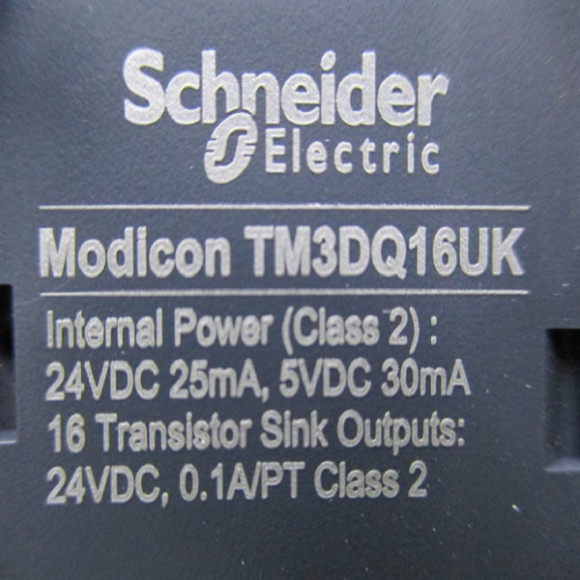 Schneider
Electric
Modicon TM3DQ16UK
Internal Power (Class 2) :
24VDC 25mA, 5VDC 30mA
16 Transistor Sink Outputs:
24VDC, 0.1A/PT Class 2